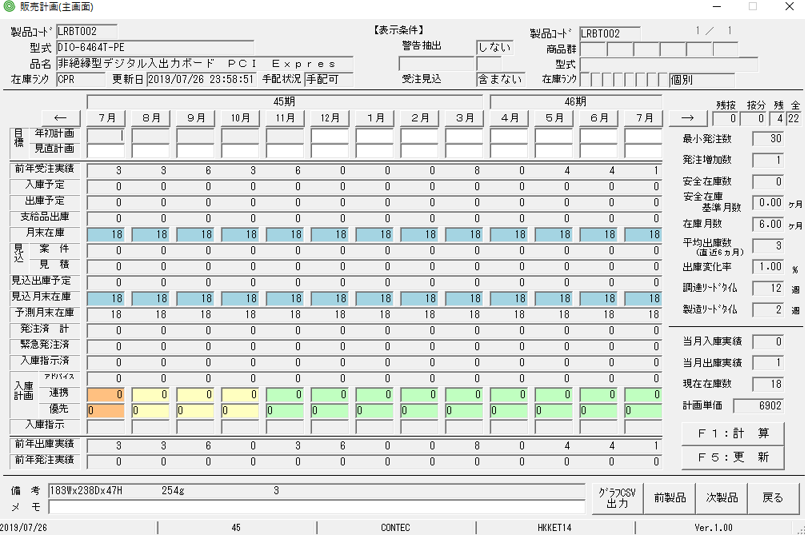 販売計画(主画面)
製品ｺｰﾄﾞ LRBT002 【表示条件】 製品ｺｰﾄﾞ LRBT002 1 / 1
型式 DIO-6464T-PE 警告抽出 しない 商品群
品名 非絶縁型デジタル入出力ボード ＰＣＩ Ｅｘｐｒｅｓ 型式
在庫ﾗﾝｸ CPR 更新日 2019/07/26 23:58:51 手配状況 手配可 受注見込 含まない 在庫ﾗﾝｸ 個別
45期 46期
← 7月 8月 9月 10月 11月 12月 1月 2月 3月 4月 5月 6月 7月 →
残按 按分 残 全
0 0 4 22
目標 年初計画
見直計画
前年受注実績 3 3 6 3 6 0 0 0 8 0 4 4 1
入庫予定 0 0 0 0 0 0 0 0 0 0 0 0 0
出庫予定 0 0 0 0 0 0 0 0 0 0 0 0 0
支給品出庫 0 0 0 0 0 0 0 0 0 0 0 0 0
月末在庫 18 18 18 18 18 18 18 18 18 18 18 18 18
見込 案件 0 0 0 0 0 0 0 0 0 0 0 0 0
見積 0 0 0 0 0 0 0 0 0 0 0 0 0
見込出庫予定 0 0 0 0 0 0 0 0 0 0 0 0 0
見込月末在庫 18 18 18 18 18 18 18 18 18 18 18 18 18
予測月末在庫 18 18 18 18 18 18 18 18 18 18 18 18 18
発注済 計 0 0 0 0 0 0 0 0 0 0 0 0 0
緊急発注済 0 0 0 0 0 0 0 0 0 0 0 0 0
入庫指示済 0 0 0 0 0 0 0 0 0 0 0 0 0
入庫計画 ｱﾄﾞﾊﾞｲｽ 0 0 0 0 0 0 0 0 0 0 0 0 0
連携 0 0 0 0 0 0 0 0 0 0 0 0 0
優先 0 0 0 0 0 0 0 0 0 0 0 0 0
入庫指示
前年出庫実績 3 3 6 0 3 6 0 0 8 0 4 4 1
前年発注実績 0 0 0 0 0 0 0 0 0 0 0 0 0
最小発注数 30
発注増加数 1
安全在庫数 0
安全在庫
基準月数 0.00 ヶ月
在庫月数 6.00 ヶ月
平均出庫数 3
(直近6ヵ月)
出庫変化率 1.00 %
調達ﾘｰﾄﾞﾀｲﾑ 12 週
製造ﾘｰﾄﾞﾀｲﾑ 2 週
当月入庫実績 0
当月出庫実績 1
現在在庫数 18
計画単価 6902
Ｆ１：計 算
Ｆ５：更 新
備 考 183Wx238Dx47H 254g 3
メ モ
ｸﾞﾗﾌCSV
出力
前製品 次製品 戻る
2019/07/26 45 CONTEC HKKET14 Ver.1.00